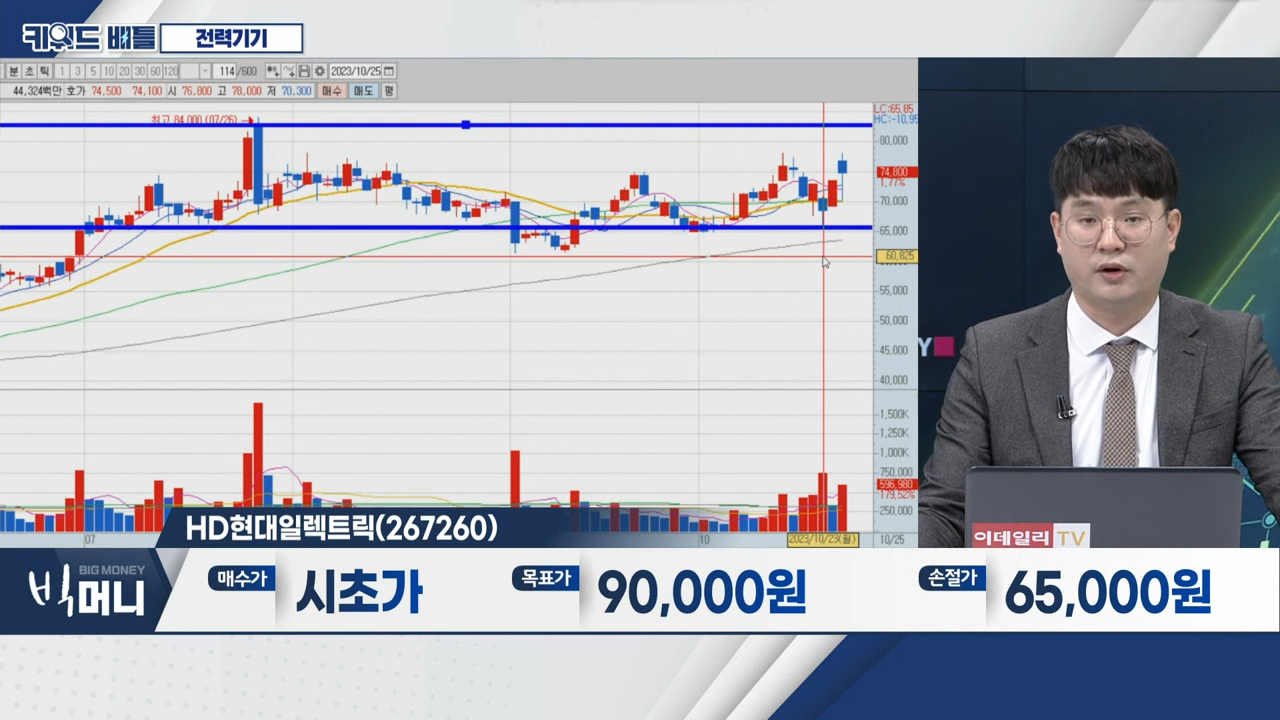 키워드 배틀 전력기기
분 초 틱 1 3 5 10 20 30 60 120 114 /600 2023/10/25
44,324백만 호가 74,500 74,100 시 76,800 고 78,000 저 70,300 매수 매도 평
LC:65,85
HC:-10,95
최고 84,000 (07/26)
80,000
74,800
1,77%
70,000
65,000
60,825
55,000
50,000
45,000
40,000
1,500K
1,250K
1,000K
750,000
596,980
179,52%
250,000
07 10 2023/10/23(월) 10/25
Y
이데일리 TV
HD현대일렉트릭(267260)
BIG MONEY
빅머니
매수가 시초가 목표가 90,000원 손절가 65,000원